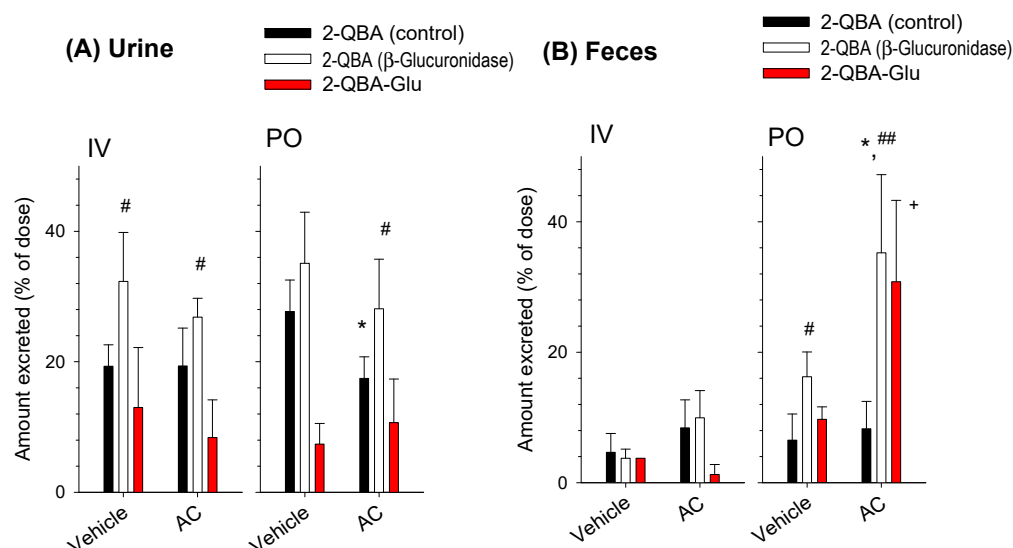 (A) Urine
2-QBA (control)
2-QBA (β-Glucuronidase)
2-QBA-Glu
IV
PO
Amount excreted (% of dose)
40
20
0
#
#
*
#
Vehicle
AC
Vehicle
AC
(B) Feces
2-QBA (control)
2-QBA (β-Glucuronidase)
2-QBA-Glu
IV
PO
Amount excreted (% of dose)
40
20
0
#
*, ##
+
Vehicle
AC
Vehicle
AC